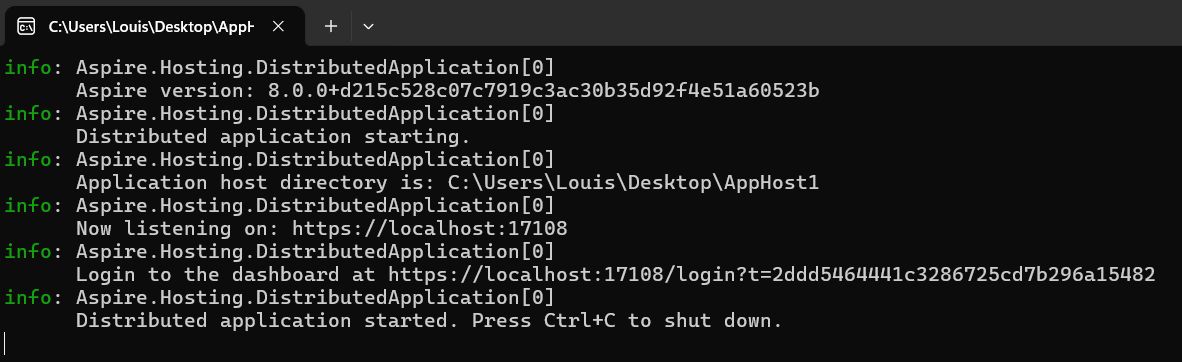 C:\Users\Louis\Desktop\AppH
info: Aspire.Hosting.DistributedApplication[0]
Aspire version: 8.0.0+d215c528c07c7919c3ac30b35d92f4e51a60523b
info: Aspire.Hosting.DistributedApplication[0]
Distributed application starting.
info: Aspire.Hosting.DistributedApplication[0]
Application host directory is: C:\Users\Louis\Desktop\AppHost1
info: Aspire.Hosting.DistributedApplication[0]
Now listening on: https://localhost:17108
info: Aspire.Hosting.DistributedApplication[0]
Login to the dashboard at https://localhost:17108/login?t=2ddd5464441c3286725cd7b296a15482
info: Aspire.Hosting.DistributedApplication[0]
Distributed application started. Press Ctrl+C to shut down.